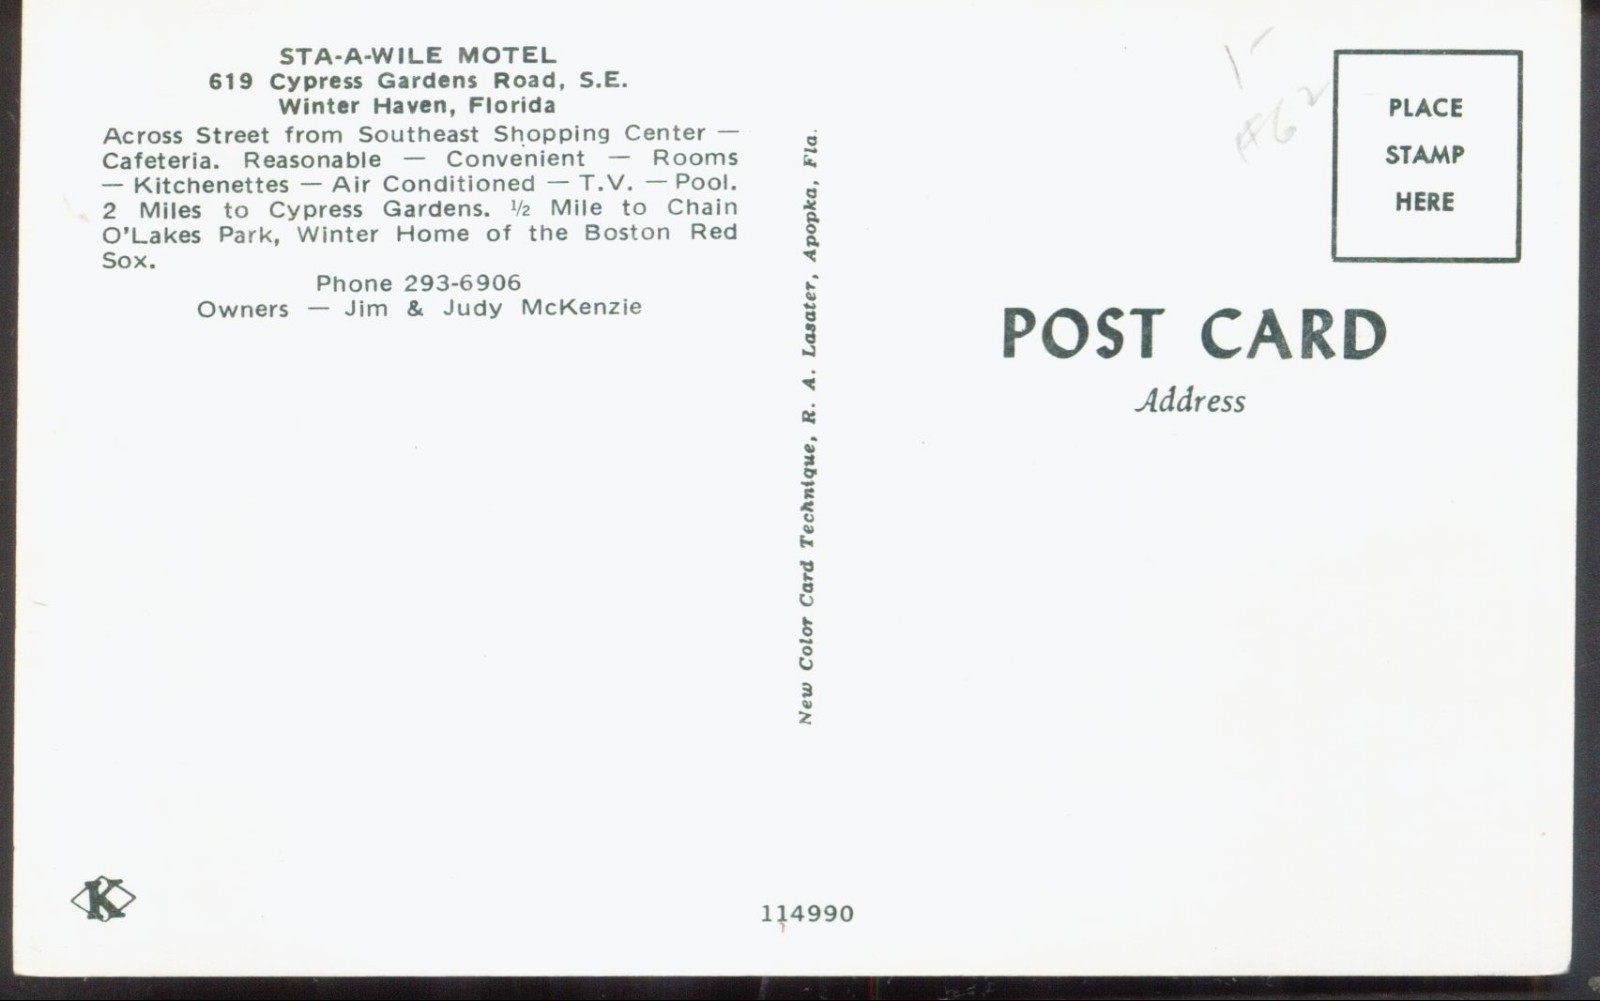 STA-A-WILE MOTEL
619 Cypress Gardens Road, S.E.
Winter Haven, Florida
Across Street from Southeast Shopping Center —
Cafeteria. Reasonable — Convenient — Rooms
— Kitchenettes — Air Conditioned — T.V. — Pool.
2 Miles to Cypress Gardens. ½ Mile to Chain
O'Lakes Park, Winter Home of the Boston Red
Sox.
Phone 293-6906
Owners — Jim & Judy McKenzie
New Color Card Technique, R. A. Lasater, Apopka, Fla.
1-
#62
PLACE
STAMP
HERE
POST CARD
Address
K
114990